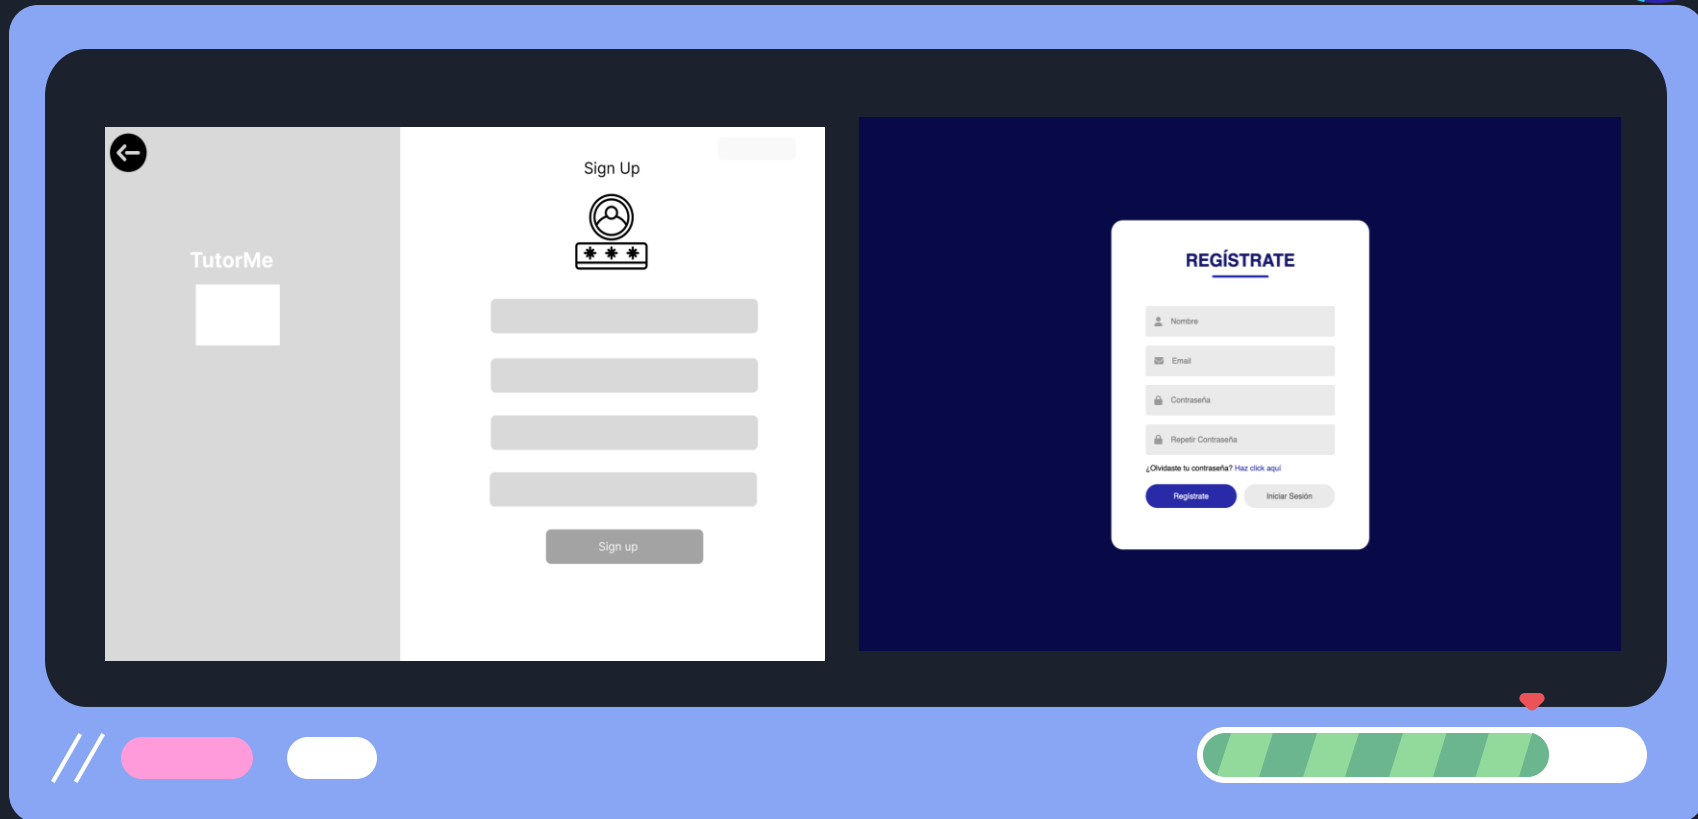 Sign Up
TutorMe
Sign up
REGÍSTRATE
Nombre
Email
Contraseña
Repetir Contraseña
¿Olvidaste tu contraseña? Haz click aquí
Regístrate
Iniciar Sesión